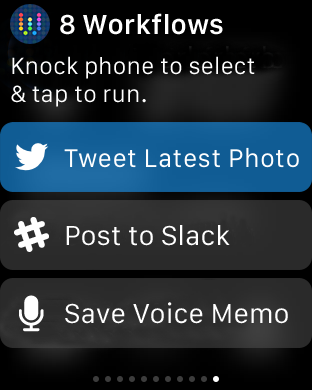 8 Workflows
Knock phone to select
& tap to run.
Tweet Latest Photo
Post to Slack
Save Voice Memo